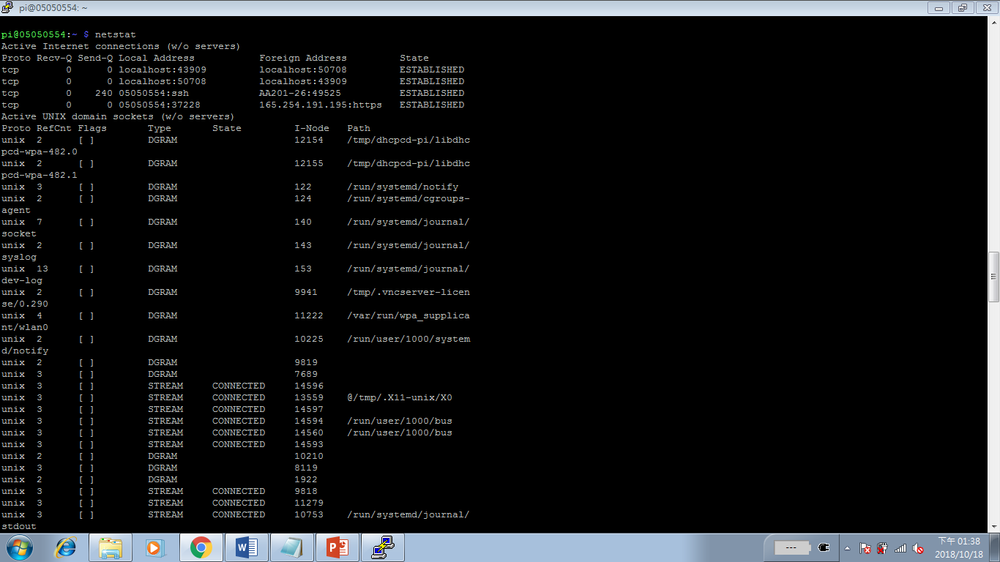 pi@05050554: ~
pi@05050554:~ $ netstat
Active Internet connections (w/o servers)
Proto Recv-Q Send-Q Local Address           Foreign Address         State
tcp        0      0 localhost:43909         localhost:50708         ESTABLISHED
tcp        0      0 localhost:50708         localhost:43909         ESTABLISHED
tcp        0    240 05050554:ssh            AA201-26:49525          ESTABLISHED
tcp        0      0 05050554:37228          165.254.191.195:https   ESTABLISHED
Active UNIX domain sockets (w/o servers)
Proto RefCnt Flags       Type       State         I-Node   Path
unix  2      [ ]         DGRAM                    12154    /tmp/dhcpcd-pi/libdhc
pcd-wpa-482.0
unix  2      [ ]         DGRAM                    12155    /tmp/dhcpcd-pi/libdhc
pcd-wpa-482.1
unix  3      [ ]         DGRAM                    122      /run/systemd/notify
unix  2      [ ]         DGRAM                    124      /run/systemd/cgroups-
agent
unix  7      [ ]         DGRAM                    140      /run/systemd/journal/
socket
unix  2      [ ]         DGRAM                    143      /run/systemd/journal/
syslog
unix  13     [ ]         DGRAM                    153      /run/systemd/journal/
dev-log
unix  2      [ ]         DGRAM                    9941     /tmp/.vncserver-licen
se/0.290
unix  4      [ ]         DGRAM                    11222    /var/run/wpa_supplica
nt/wlan0
unix  2      [ ]         DGRAM                    10225    /run/user/1000/system
d/notify
unix  2      [ ]         DGRAM                    9819
unix  3      [ ]         DGRAM                    7689
unix  3      [ ]         STREAM     CONNECTED     14596
unix  3      [ ]         STREAM     CONNECTED     13559    @/tmp/.X11-unix/X0
unix  3      [ ]         STREAM     CONNECTED     14597
unix  3      [ ]         STREAM     CONNECTED     14594    /run/user/1000/bus
unix  3      [ ]         STREAM     CONNECTED     14560    /run/user/1000/bus
unix  3      [ ]         STREAM     CONNECTED     14593
unix  2      [ ]         DGRAM                    10210
unix  3      [ ]         DGRAM                    8119
unix  2      [ ]         DGRAM                    1922
unix  3      [ ]         STREAM     CONNECTED     9818
unix  3      [ ]         STREAM     CONNECTED     11279
unix  3      [ ]         STREAM     CONNECTED     10753    /run/systemd/journal/
stdout
---
下午 01:38
2018/10/18